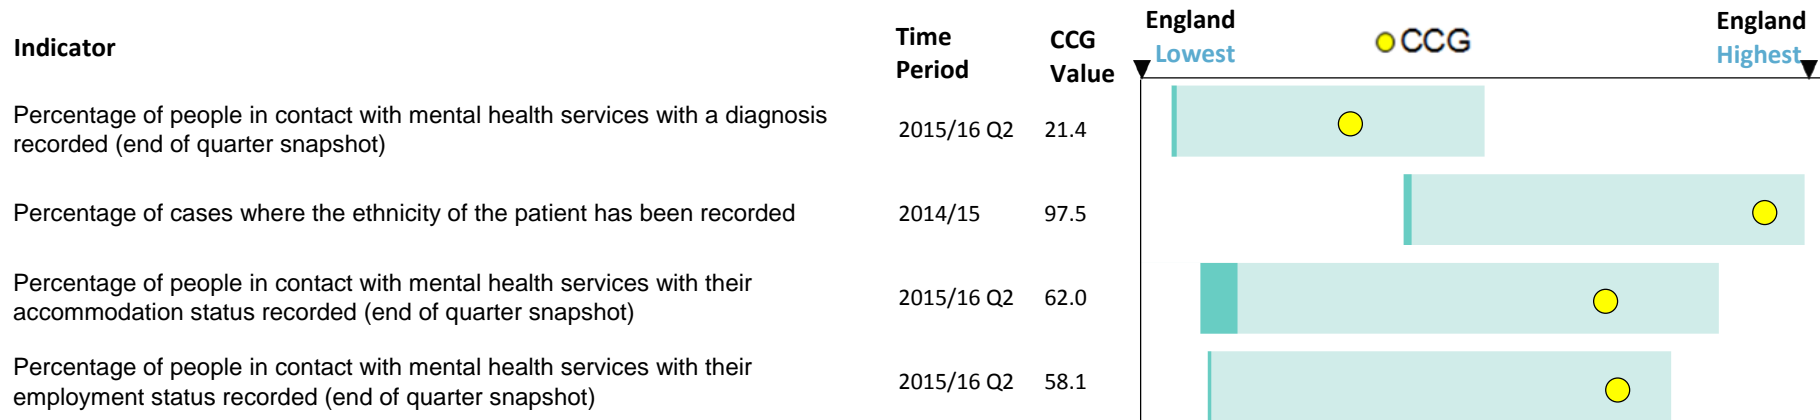 Indicator
Time Period
CCG Value
England Lowest
CCG
England Highest
Percentage of people in contact with mental health services with a diagnosis
recorded (end of quarter snapshot)
2015/16 Q2
21.4
Percentage of cases where the ethnicity of the patient has been recorded
2014/15
97.5
Percentage of people in contact with mental health services with their
accommodation status recorded (end of quarter snapshot)
2015/16 Q2
62.0
Percentage of people in contact with mental health services with their
employment status recorded (end of quarter snapshot)
2015/16 Q2
58.1